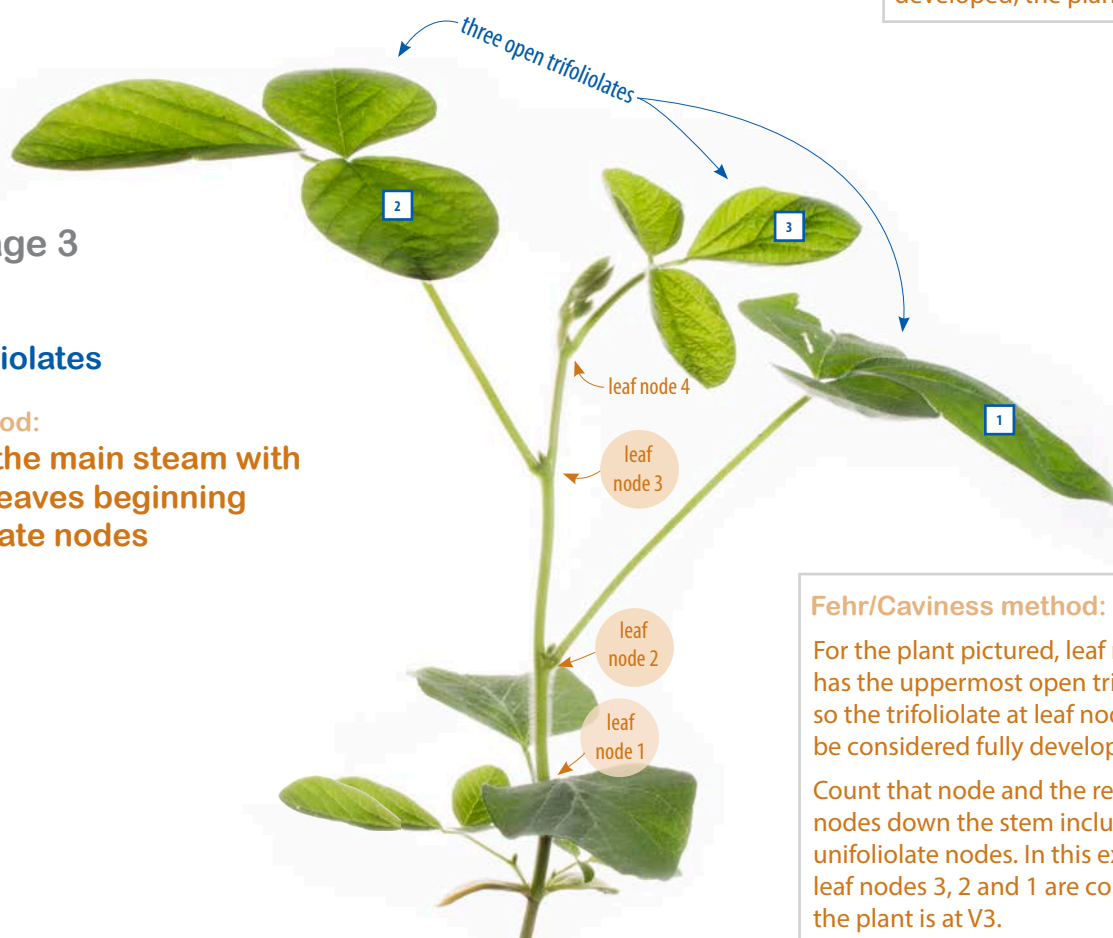 developed, the plan
three open trifoliolates
2
3
1
age 3
iolates
od:
the main steam with
eaves beginning
ate nodes
leaf node 4
leaf
node 3
leaf
node 2
leaf
node 1
Fehr/Caviness method:
For the plant pictured, leaf
has the uppermost open tri
so the trifoliolate at leaf nod
be considered fully develop
Count that node and the re
nodes down the stem inclu
unifoliolate nodes. In this ex
leaf nodes 3, 2 and 1 are co
the plant is at V3.